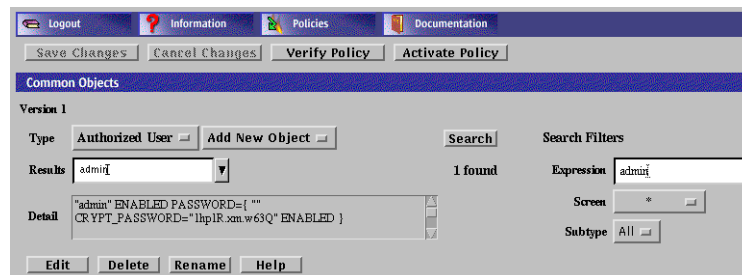 Logout Information Policies Documentation
Save Changes Cancel Changes Verify Policy Activate Policy
Common Objects
Version 1
Type Authorized User Add New Object Search Search Filters
Results admin 1 found Expression admin
Detail "admin" ENABLED PASSWORD={ ""
CRYPT_PASSWORD="1hp1R.xm.w63Q" ENABLED }
Screen *
Subtype All
Edit Delete Rename Help